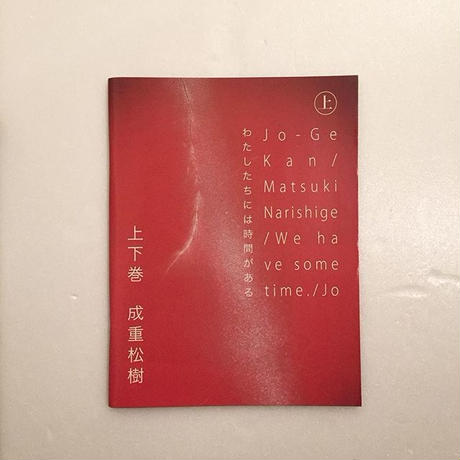 上
Jo-Ge
Kan/
Matsuki
Narishige
/We ha
ve some
time./Jo
わたしたちには時間がある
上下巻 成重松樹